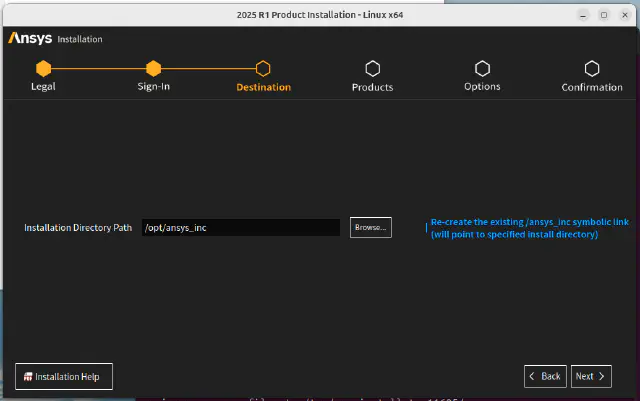 2025 R1 Product Installation - Linux x64
Ansys Installation
Legal
Sign-In
Destination
Products
Options
Confirmation
Installation Directory Path
/opt/ansys_inc
Browse...
Re-create the existing /ansys_inc symbolic link
(will point to specified install directory)
Installation Help
Back
Next